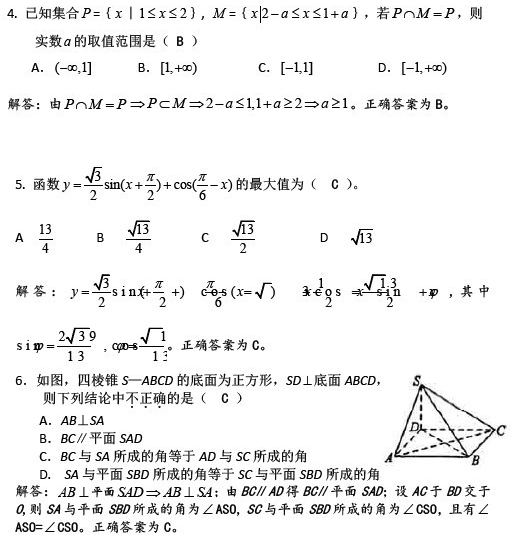 4. 已知集合P={x|1≤x≤2}, M={x|2-a≤x≤1+a}, 若P∩M=P, 则
实数a的取值范围是( B )
A. (-∞,1] B. [1,+∞) C. [-1,1] D. [-1,+∞)
解答: 由P∩M=P⇒P⊂M⇒2-a≤1,1+a≥2⇒a≥1。正确答案为B。
5. 函数y=√3/2 sin(x+π/2)+cos(π/6-x)的最大值为( C )。
A 13/4 B √13/4 C √13/2 D √13
解答: y=√3/2 sin(x+π/2)+cos(π/6 ,其中
。正确答案为C。
6. 如图, 四棱锥S—ABCD的底面为正方形, SD⊥底面ABCD,
则下列结论中不正确的是( C )
A. AB⊥SA
B. BC//平面SAD
C. BC与SA所成的角等于AD与SC所成的角
D. SA与平面SBD所成的角等于SC与平面SBD所成的角
解答: AB⊥平面SAD⇒AB⊥SA; 由BC//AD得BC//平面SAD; 设AC于BD交于
O,则SA与平面SBD所成的角为∠ASO, SC与平面SBD所成的角为∠CSO, 且有∠
ASO=∠CSO。正确答案为C。
S
D
C
A
B